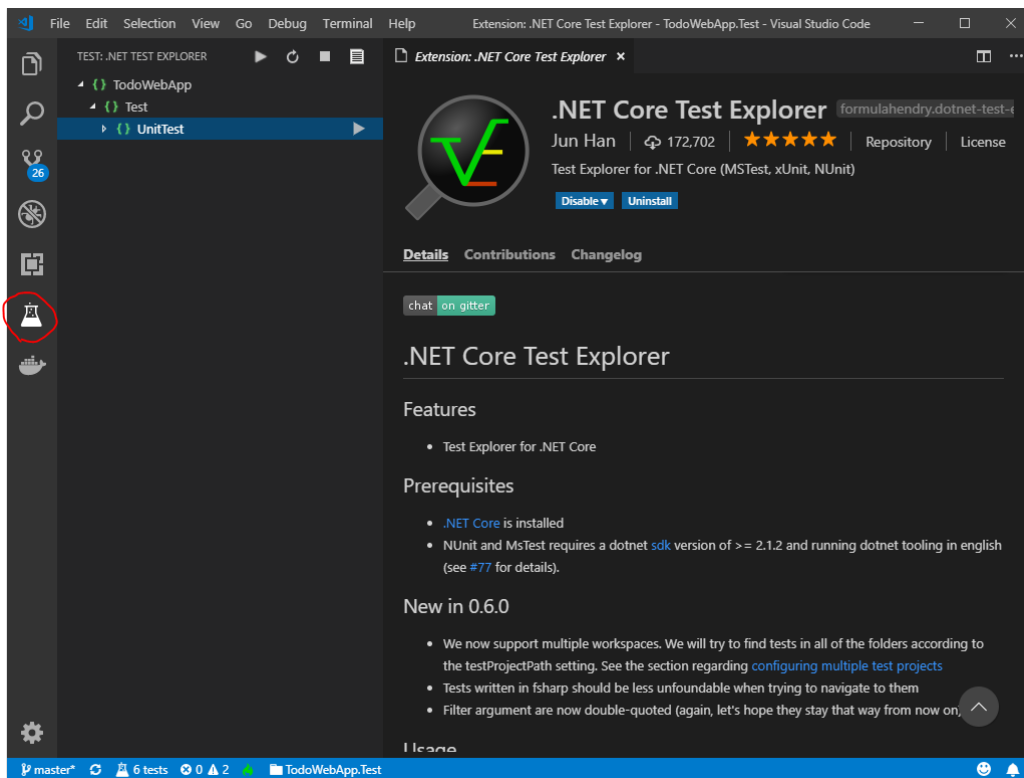 File Edit Selection View Go Debug Terminal Help Extension: .NET Core Test Explorer - TodoWebApp.Test - Visual Studio Code
TEST: .NET TEST EXPLORER
Extension: .NET Core Test Explorer
{ } TodoWebApp
{ } Test
{ } UnitTest
26
.NET Core Test Explorer formulahendry.dotnet-test-e
Jun Han 172,702 Repository License
Test Explorer for .NET Core (MSTest, xUnit, NUnit)
Disable Uninstall
Details Contributions Changelog
chat on gitter
.NET Core Test Explorer
Features
• Test Explorer for .NET Core
Prerequisites
• .NET Core is installed
• NUnit and MsTest requires a dotnet sdk version of >= 2.1.2 and running dotnet tooling in english
(see #77 for details).
New in 0.6.0
• We now support multiple workspaces. We will try to find tests in all of the folders according to
the testProjectPath setting. See the section regarding configuring multiple test projects
• Tests written in fsharp should be less unfoundable when trying to navigate to them
• Filter argument are now double-quoted (again, let's hope they stay that way from now on)
Usage
master* 6 tests 0 2 TodoWebApp.Test